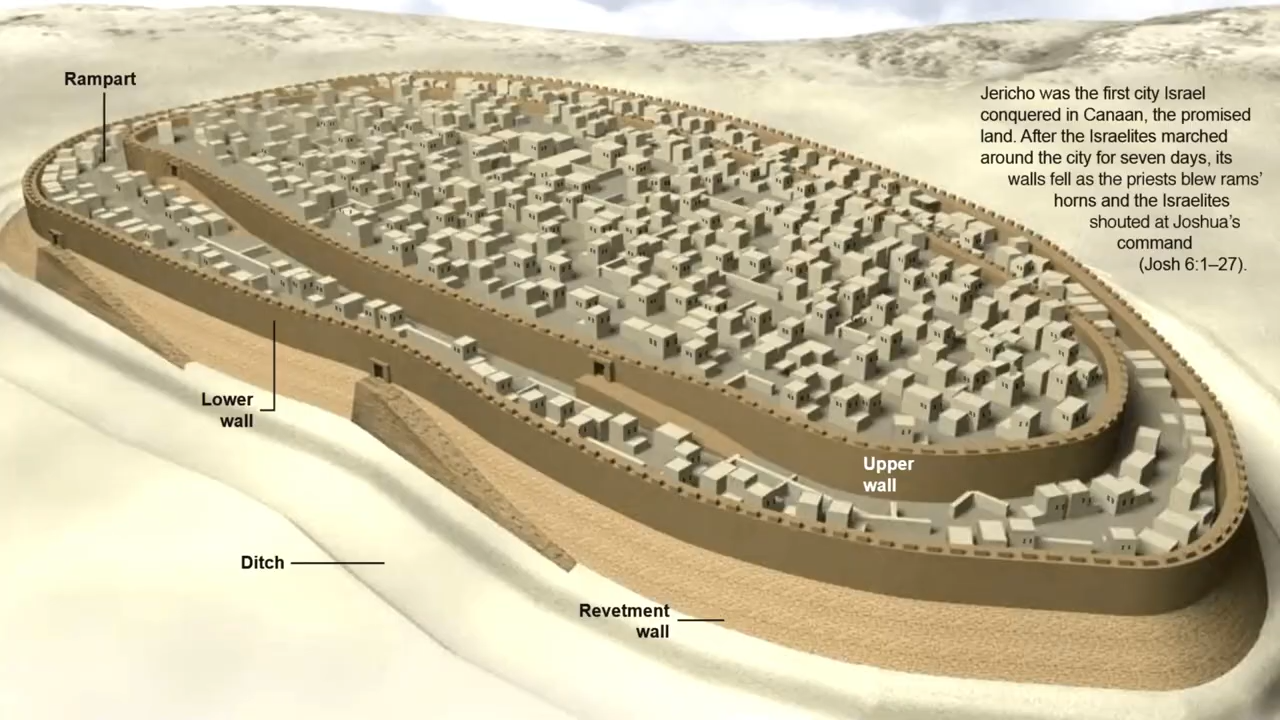 Rampart
Jericho was the first city Israel
conquered in Canaan, the promised
land. After the Israelites marched
around the city for seven days, its
walls fell as the priests blew rams’
horns and the Israelites
shouted at Joshua’s
command
(Josh 6:1–27).
Lower
wall
Upper
wall
Ditch
Revetment
wall